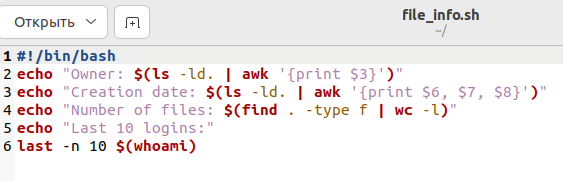 Открыть
file_info.sh
~/
1 #!/bin/bash
2 echo "Owner: $(ls -ld. | awk '{print $3}')"
3 echo "Creation date: $(ls -ld. | awk '{print $6, $7, $8}')"
4 echo "Number of files: $(find . -type f | wc -l)"
5 echo "Last 10 logins:"
6 last -n 10 $(whoami)